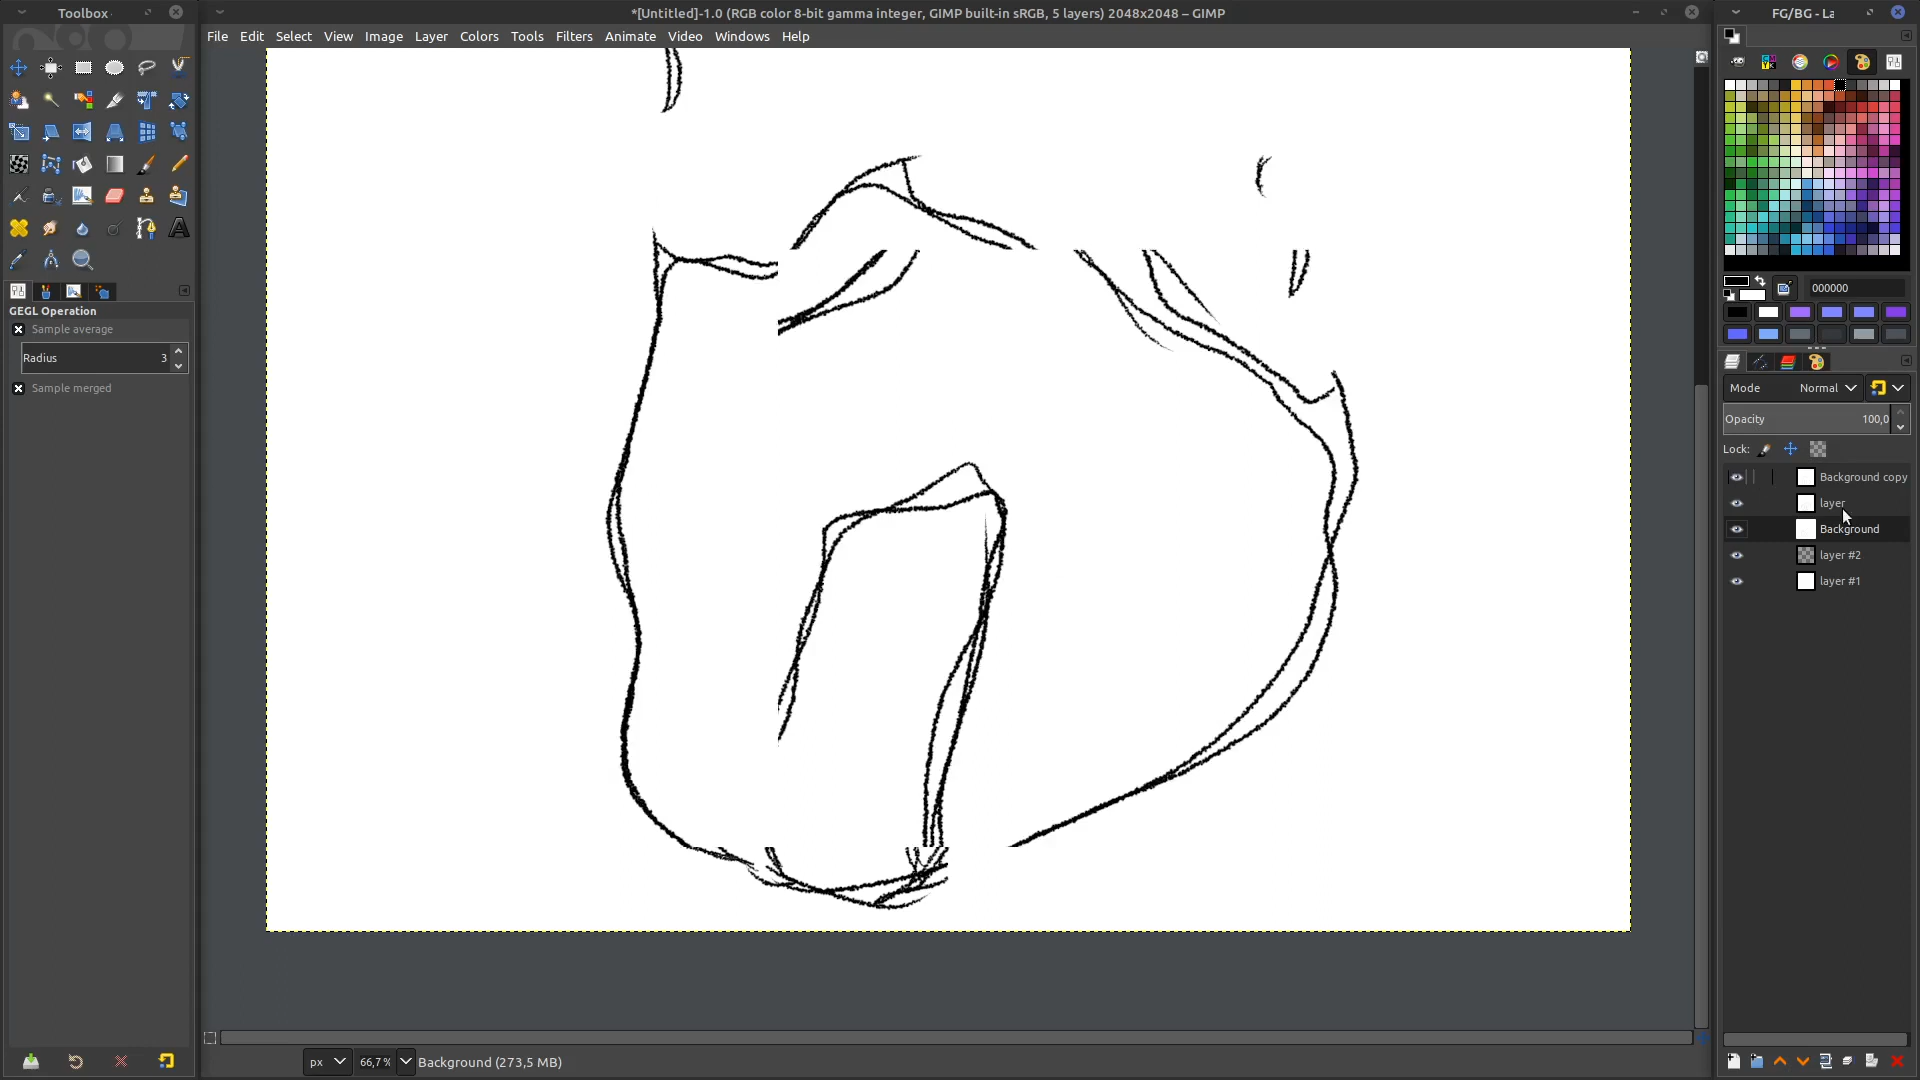 Toolbox
*[Untitled]-1.0 (RGB color 8-bit gamma integer, GIMP built-in sRGB, 5 layers) 2048x2048 – GIMP
FG/BG - La
File Edit Select View Image Layer Colors Tools Filters Animate Video Windows Help
GEGL Operation
Sample average
Radius 3
Sample merged
000000
Mode Normal
Opacity 100,0
Lock:
Background copy
layer
Background
layer #2
layer #1
px 66,7 % Background (273,5 MB)